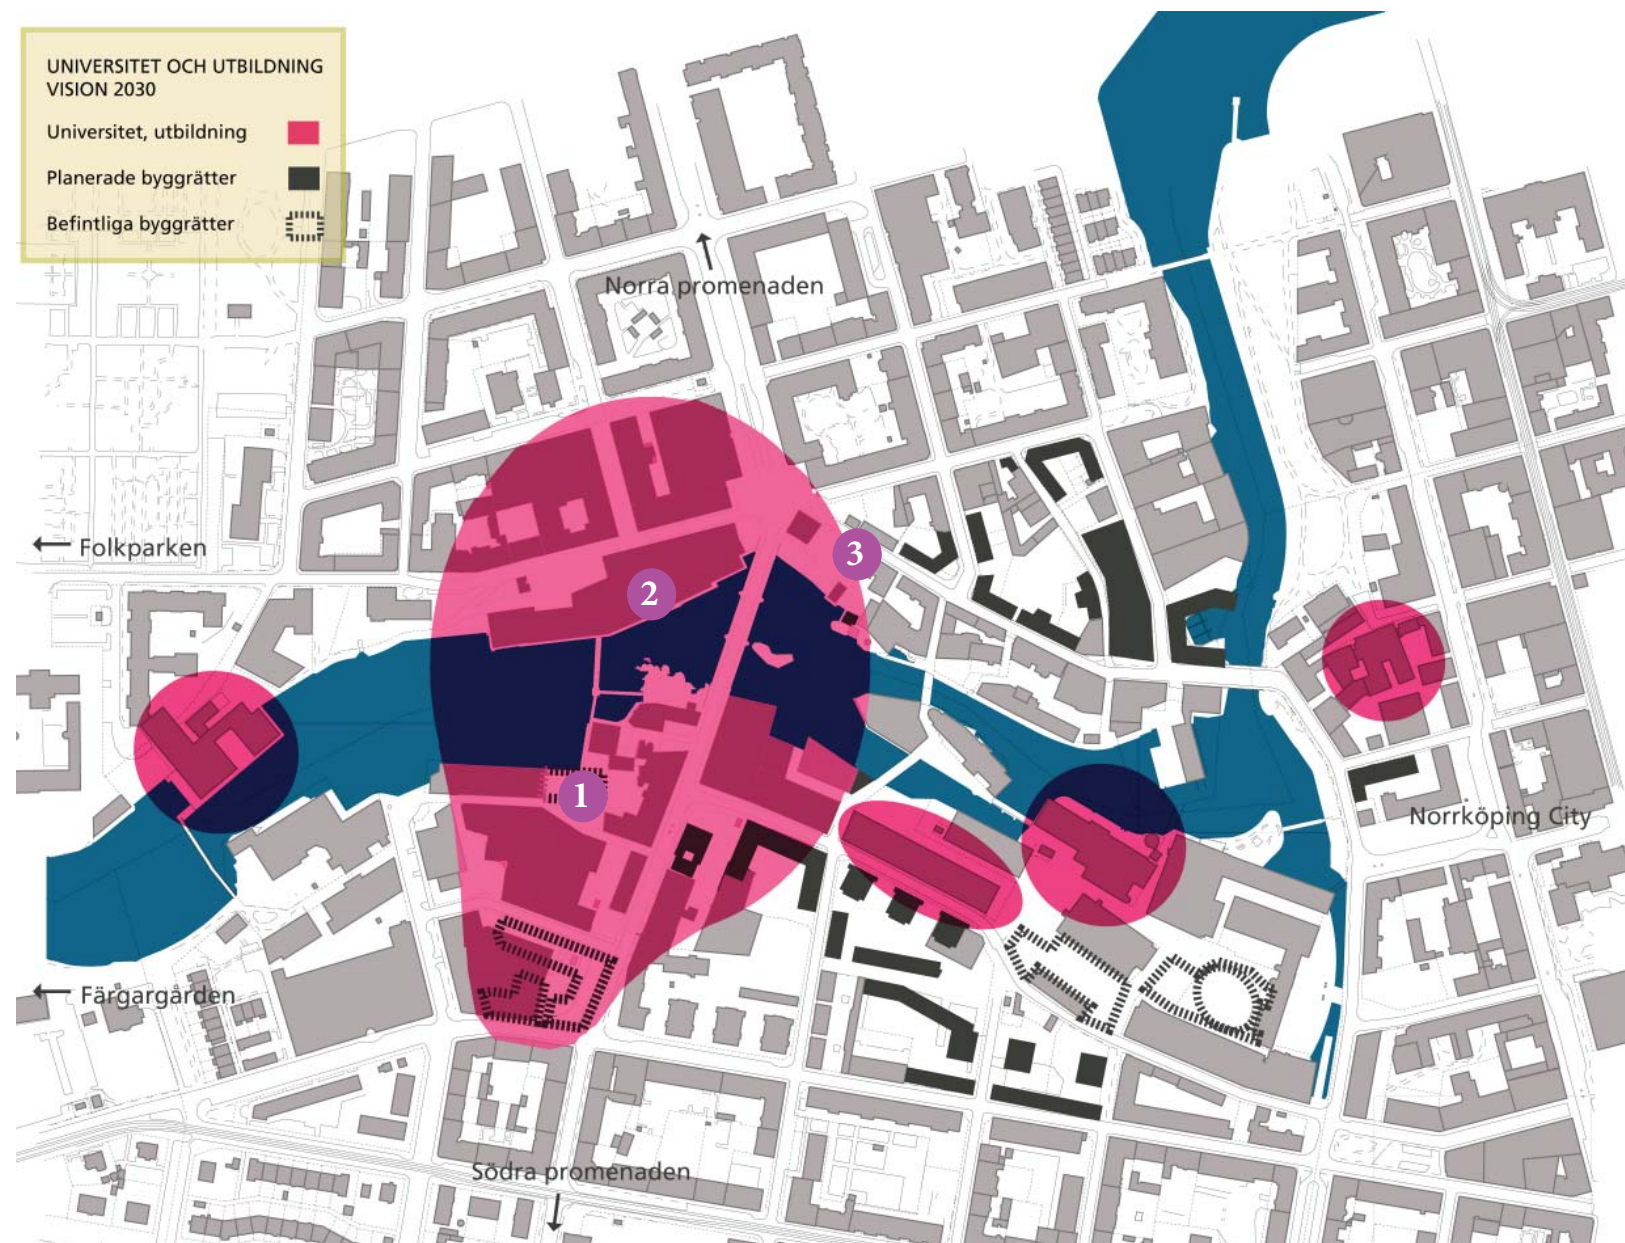 UNIVERSITET OCH UTBILDNING
VISION 2030
Universitet, utbildning
Planerade byggrätter
Befintliga byggrätter
Norra promenaden
Folkparken
3
2
1
Norrköping City
Färgargården
Södra promenaden